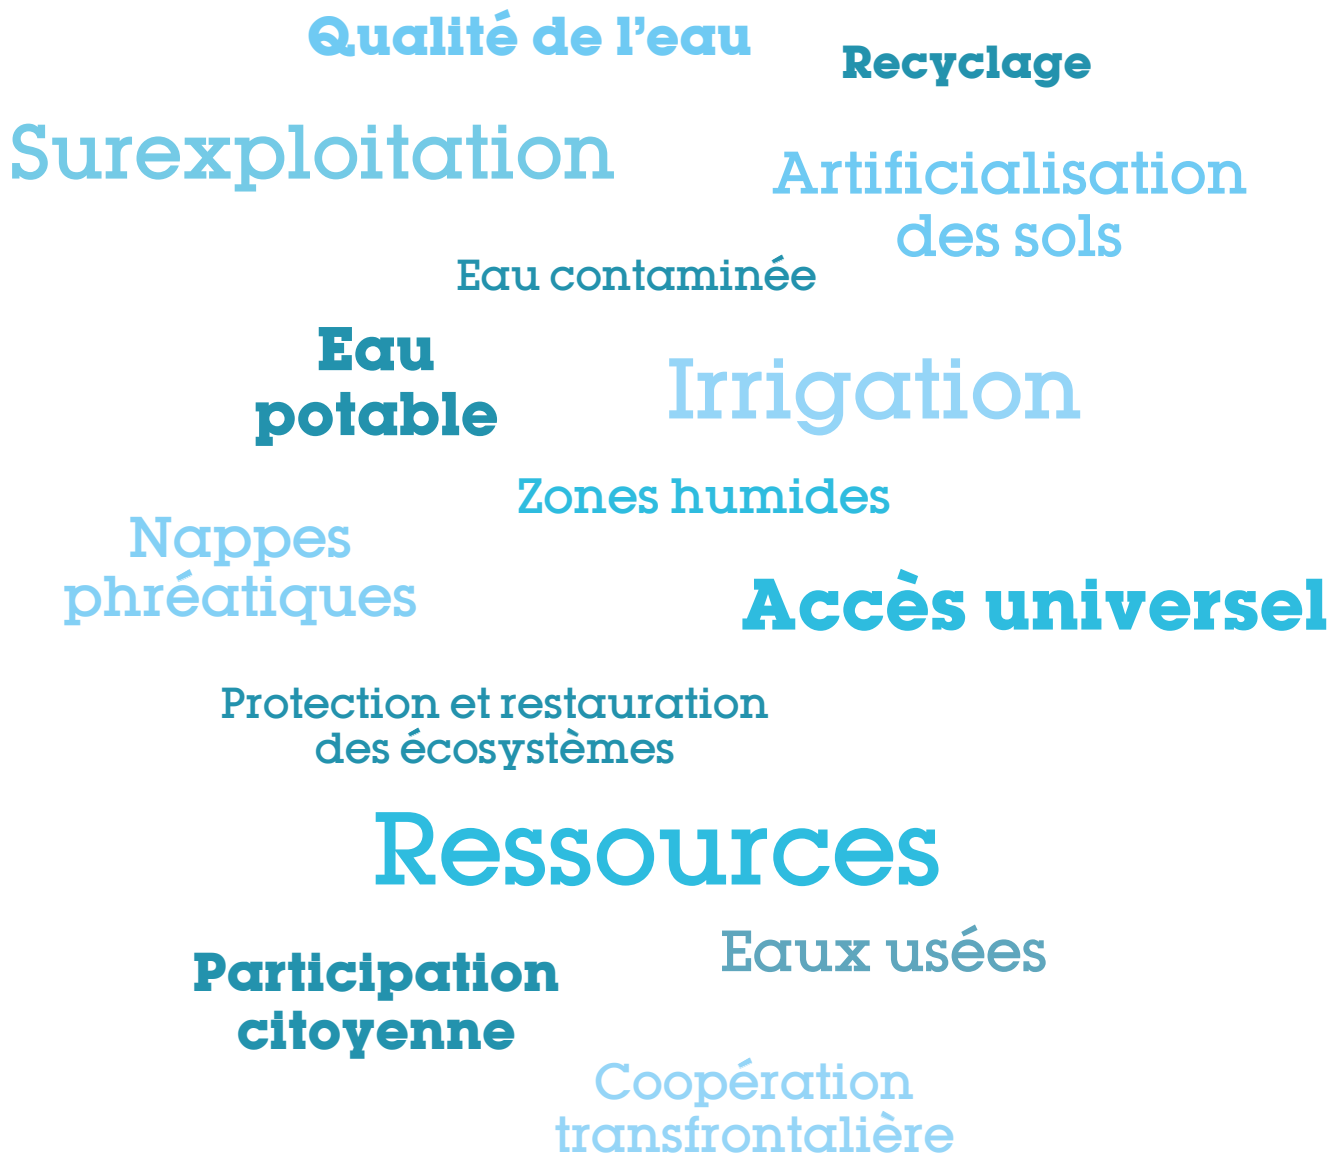 Qualité de l’eau
Recyclage
Surexploitation
Artificialisation
des sols
Eau contaminée
Eau
potable
Irrigation
Zones humides
Nappes
phréatiques
Accès universel
Protection et restauration
des écosystèmes
Ressources
Eaux usées
Participation
citoyenne
Coopération
transfrontalière